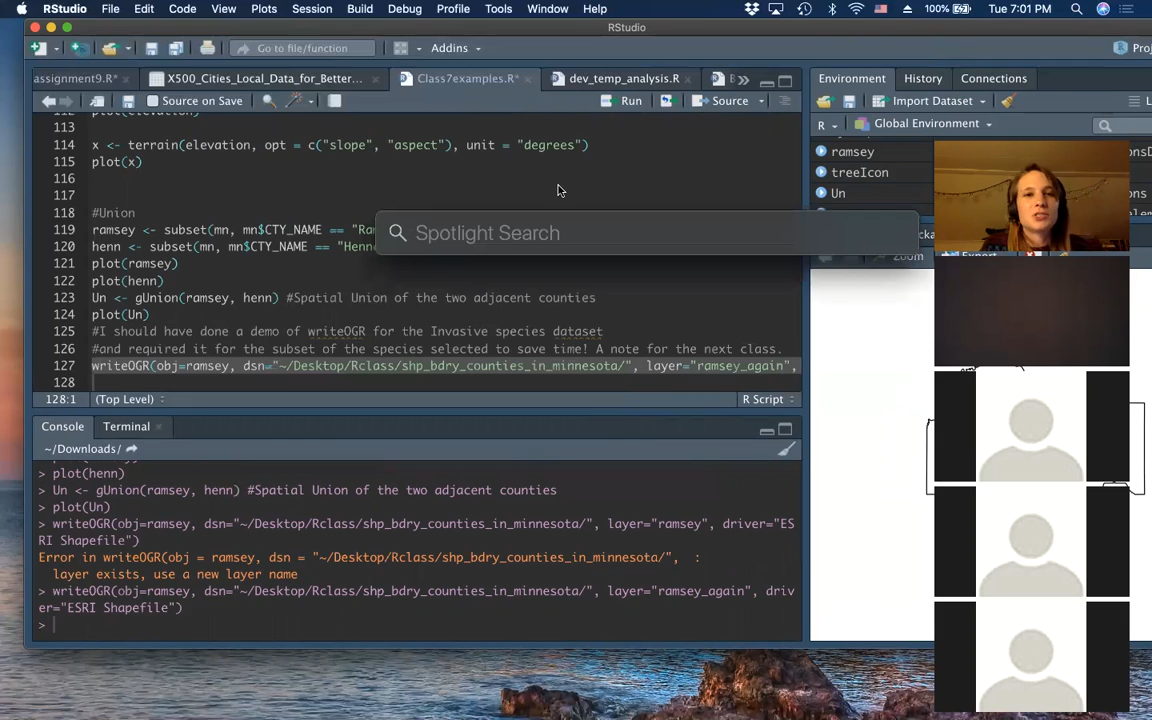 RStudio File Edit Code View Plots Session Build Debug Profile Tools Window Help 100% Tue 7:01 PM
RStudio
Go to file/function Addins
assignment9.R* X500_Cities_Local_Data_for_Better... Class7examples.R* dev_temp_analysis.R
Source on Save Run Source
113
114 x <- terrain(elevation, opt = c("slope", "aspect"), unit = "degrees")
115 plot(x)
116
117
118 #Union
119 ramsey <- subset(mn, mn$CTY_NAME == "Ra
120 henn <- subset(mn, mn$CTY_NAME == "Henn
121 plot(ramsey)
122 plot(henn)
123 Un <- gUnion(ramsey, henn) #Spatial Union of the two adjacent counties
124 plot(Un)
125 #I should have done a demo of writeOGR for the Invasive species dataset
126 #and required it for the subset of the species selected to save time! A note for the next class.
127 writeOGR(obj=ramsey, dsn="~/Desktop/Rclass/shp_bdry_counties_in_minnesota/", layer="ramsey_again",
128
128:1 (Top Level) R Script
Spotlight Search
Console Terminal
~/Downloads/
> plot(henn)
> Un <- gUnion(ramsey, henn) #Spatial Union of the two adjacent counties
> plot(Un)
> writeOGR(obj=ramsey, dsn="~/Desktop/Rclass/shp_bdry_counties_in_minnesota/", layer="ramsey", driver="ES
RI Shapefile")
Error in writeOGR(obj = ramsey, dsn = "~/Desktop/Rclass/shp_bdry_counties_in_minnesota/", :
layer exists, use a new layer name
> writeOGR(obj=ramsey, dsn="~/Desktop/Rclass/shp_bdry_counties_in_minnesota/", layer="ramsey_again", driv
er="ESRI Shapefile")
>
Environment History Connections
Import Dataset
R Global Environment
ramsey
treeIcon
Un
Zoom Export